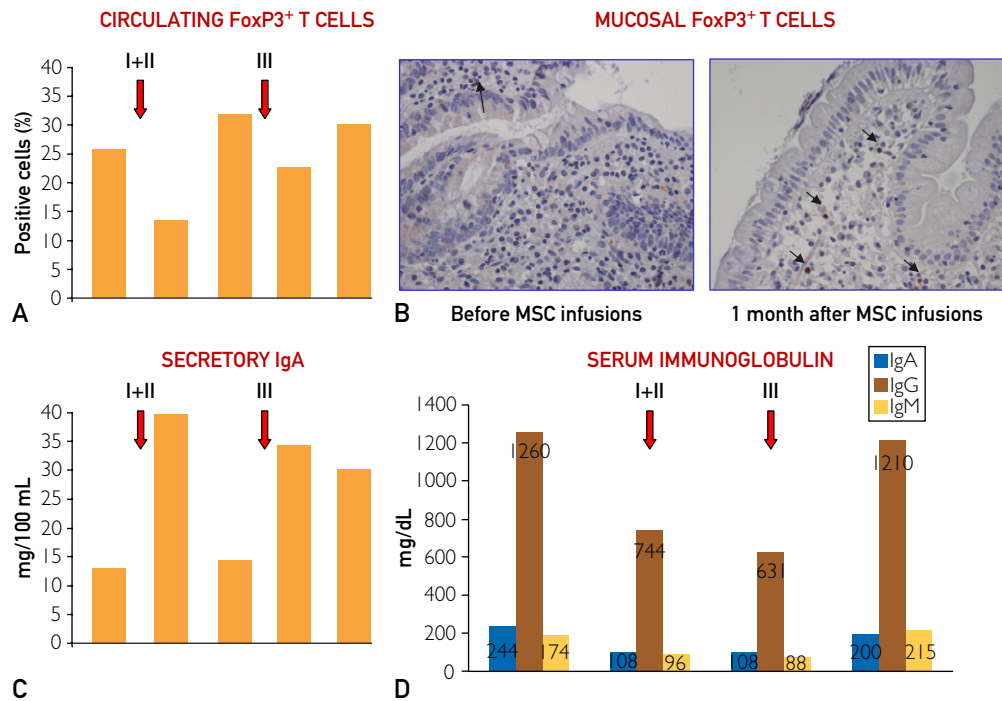 CIRCULATING FoxP3⁺ T CELLS
I+II
III
Positive cells (%)
40
35
30
25
20
15
10
5
0
A
MUCOSAL FoxP3⁺ T CELLS
B
Before MSC infusions
1 month after MSC infusions
SECRETORY IgA
I+II
III
mg/100 mL
40
35
30
25
20
15
10
5
0
C
SERUM IMMUNOGLOBULIN
IgA
IgG
IgM
I+II
III
mg/dL
1400
1200
1000
800
600
400
200
0
1260
744
631
1210
244
174
108
96
108
88
200
215
D